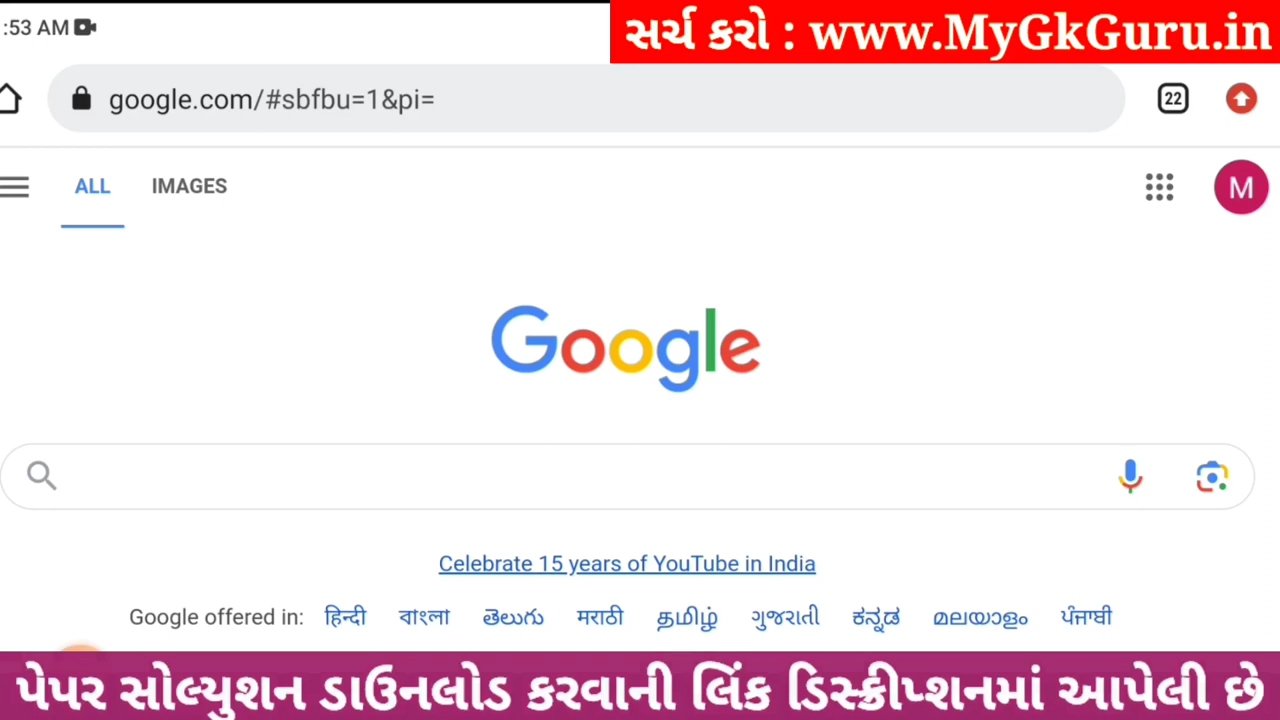 :53 AM
સર્ચ કરો : www.MyGkGuru.in
google.com/#sbfbu=1&pi=
22
ALL IMAGES
M
Google
Celebrate 15 years of YouTube in India
Google offered in: हिन्दी বাংলা తెలుగు मराठी தமிழ் ગુજરાતી ಕನ್ನಡ മലയാളം ਪੰਜਾਬੀ
પેપર સોલ્યુશન ડાઉનલોડ કરવાની લિંક ડિસ્ક્રીપ્શનમાં આપેલી છે